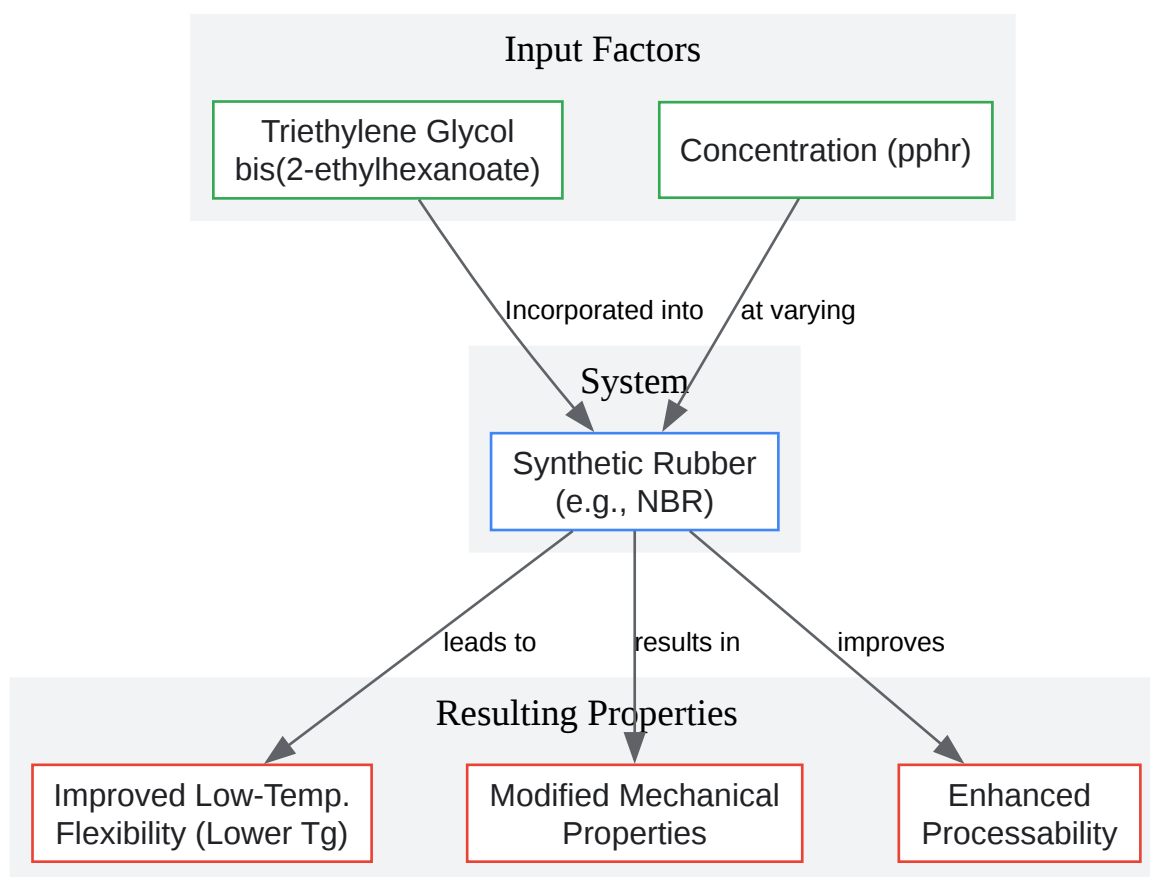 Input Factors
Triethylene Glycol
bis(2-ethylhexanoate)
Concentration (pphr)
Incorporated into
at varying
System
Synthetic Rubber
(e.g., NBR)
leads to
results in
improves
Resulting Properties
Improved Low-Temp.
Flexibility (Lower Tg)
Modified Mechanical
Properties
Enhanced
Processability